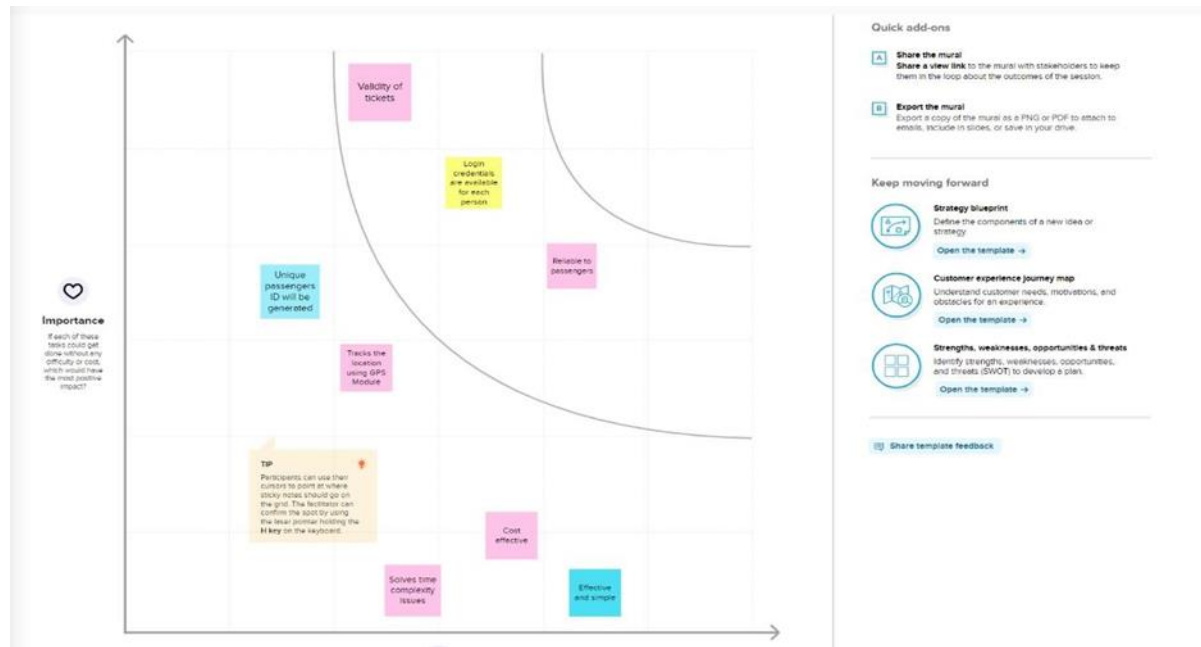 Validity of
tickets
Login
credentials
are available
for each
person
Reliable to
passengers
Unique
passengers
ID will be
generated
Tracks the
location
using GPS
Module
Importance
If each of these
tasks could get
done without any
difficulty or cost,
which would have
the most positive
impact?
TIP
Participants can use their
cursors to point at where
sticky notes should go on
the grid. The facilitator can
confirm the spot by using
the laser pointer holding the
H key on the keyboard.
Cost
effective
Solves time
complexity
issues
Effective
and simple
Quick add-ons
A
Share the mural
Share a view link to the mural with stakeholders to keep
them in the loop about the outcomes of the session.
B
Export the mural
Export a copy of the mural as a PNG or PDF to attach to
emails, include in slides, or save in your drive.
Keep moving forward
Strategy blueprint
Define the components of a new idea or
strategy.
Open the template →
Customer experience journey map
Understand customer needs, motivations, and
obstacles for an experience.
Open the template →
Strengths, weaknesses, opportunities & threats
Identify strengths, weaknesses, opportunities,
and threats (SWOT) to develop a plan.
Open the template →
Share template feedback